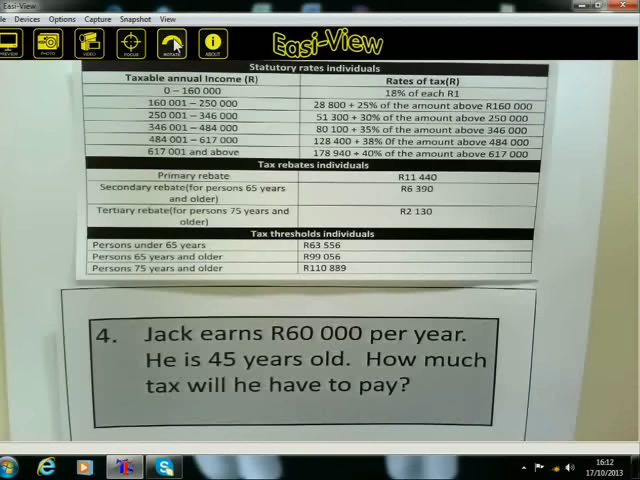 Easi-View
le Devices Options Capture Snapshot View
PREVIEW PHOTO VIDEO FOCUS ROTATE ABOUT
Easi-View
Statutory rates individuals
Taxable annual Income (R) Rates of tax(R)
0 – 160 000 18% of each R1
160 001 – 250 000 28 800 + 25% of the amount above R160 000
250 001 – 346 000 51 300 + 30% of the amount above 250 000
346 001 – 484 000 80 100 + 35% of the amount above 346 000
484 001 – 617 000 128 400 + 38% of the amount above 484 000
617 001 and above 178 940 + 40% of the amount above 617 000
Tax rebates individuals
Primary rebate R11 440
Secondary rebate(for persons 65 years R6 390
and older)
Tertiary rebate(for persons 75 years and R2 130
older)
Tax thresholds individuals
Persons under 65 years R63 556
Persons 65 years and older R99 056
Persons 75 years and older R110 889
4. Jack earns R60 000 per year.
He is 45 years old. How much
tax will he have to pay?
16:12
17/10/2013